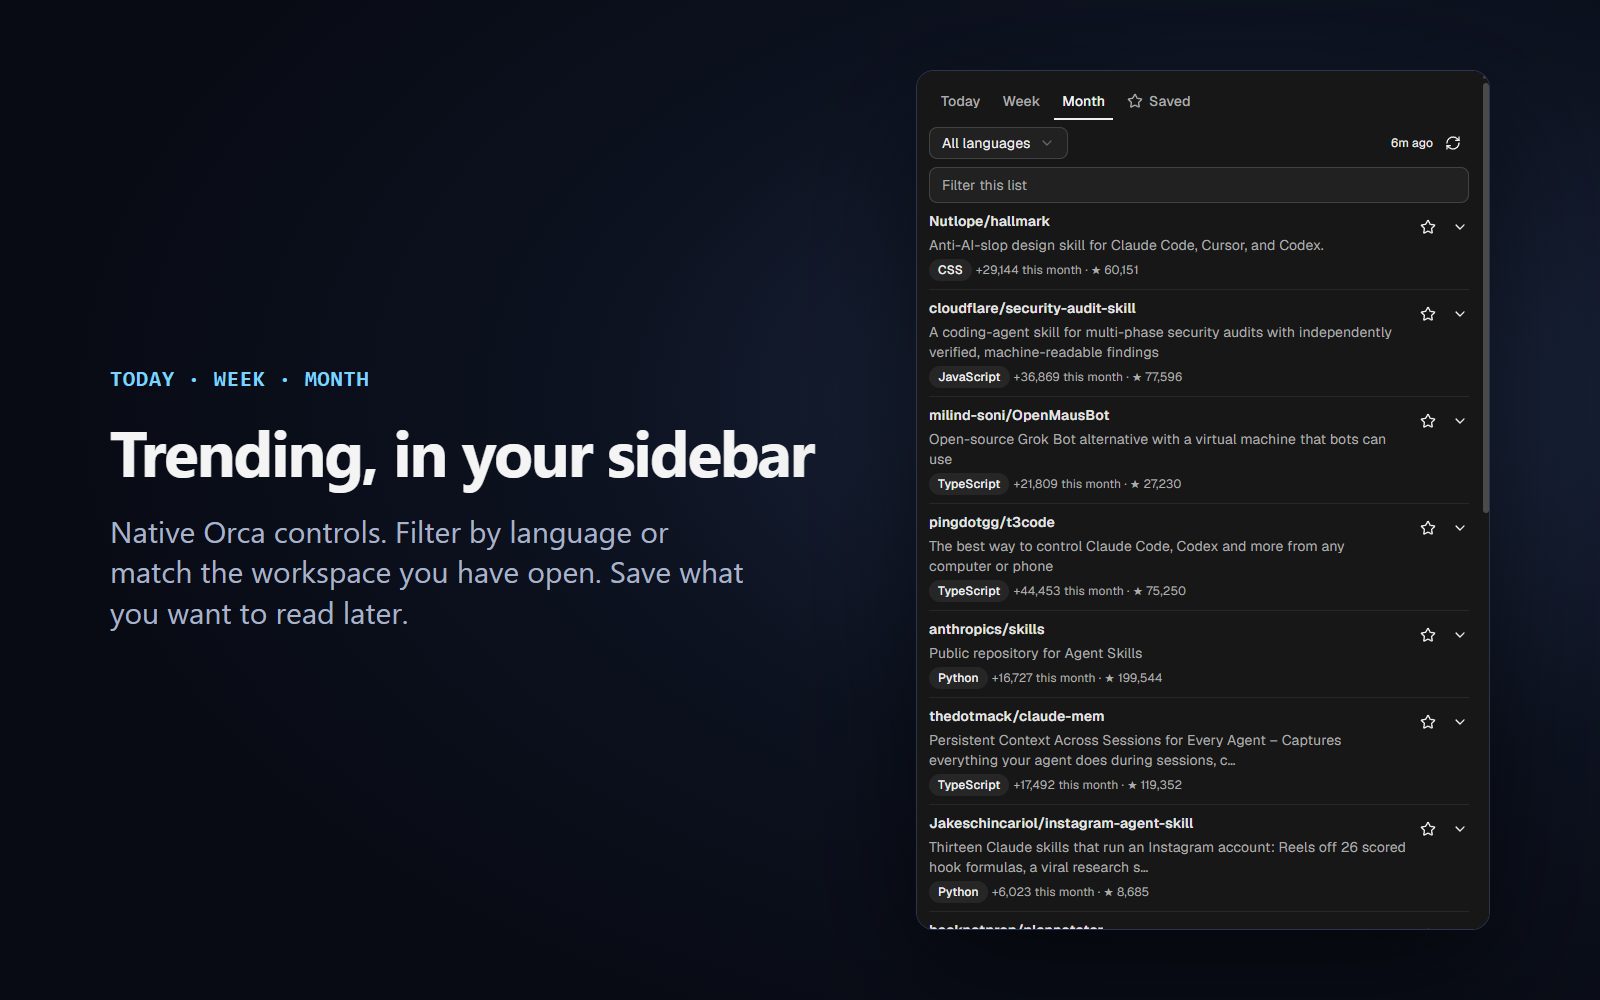 TODAY · WEEK · MONTH
Trending, in your sidebar
Native Orca controls. Filter by language or
match the workspace you have open. Save what
you want to read later.
Today Week Month Saved
All languages 6m ago
Filter this list
Nutlope/hallmark
Anti-AI-slop design skill for Claude Code, Cursor, and Codex.
CSS +29,144 this month · ★ 60,151
cloudflare/security-audit-skill
A coding-agent skill for multi-phase security audits with independently
verified, machine-readable findings
JavaScript +36,869 this month · ★ 77,596
milind-soni/OpenMausBot
Open-source Grok Bot alternative with a virtual machine that bots can
use
TypeScript +21,809 this month · ★ 27,230
pingdotgg/t3code
The best way to control Claude Code, Codex and more from any
computer or phone
TypeScript +44,453 this month · ★ 75,250
anthropics/skills
Public repository for Agent Skills
Python +16,727 this month · ★ 199,544
thedotmack/claude-mem
Persistent Context Across Sessions for Every Agent – Captures
everything your agent does during sessions, c...
TypeScript +17,492 this month · ★ 119,352
Jakeschincariol/instagram-agent-skill
Thirteen Claude skills that run an Instagram account: Reels off 26 scored
hook formulas, a viral research s...
Python +6,023 this month · ★ 8,685